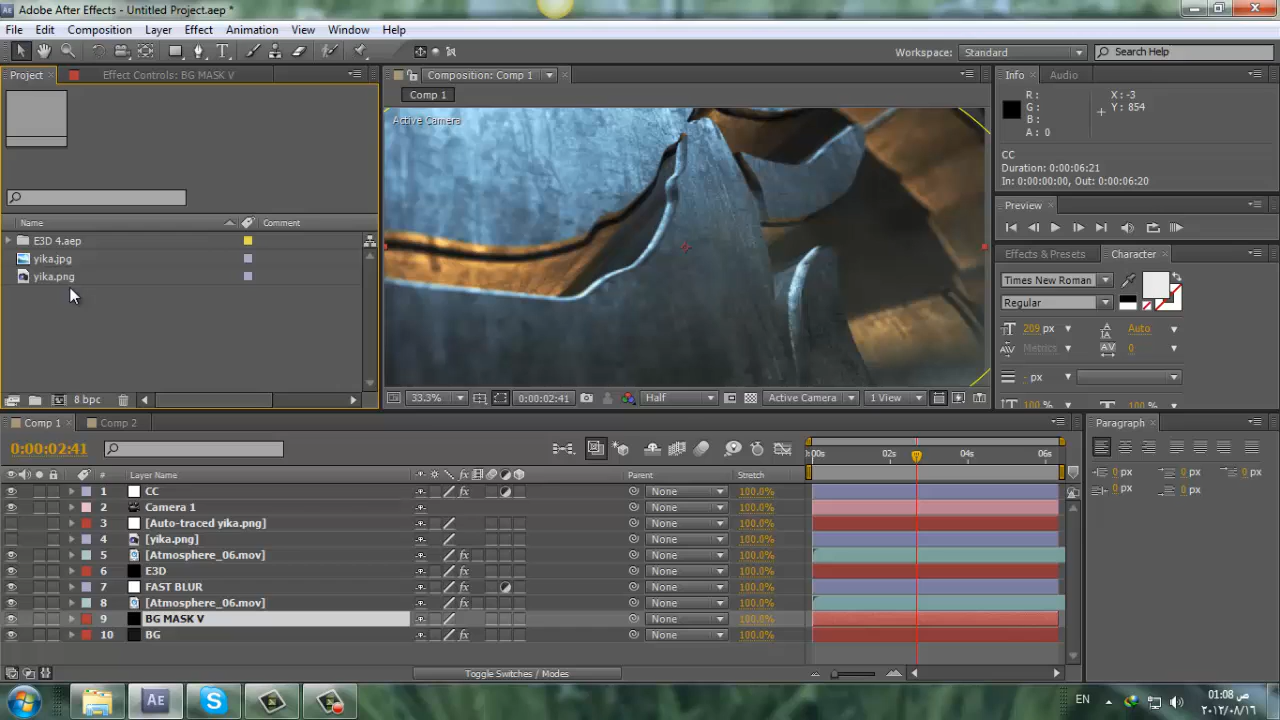 Adobe After Effects - Untitled Project.aep *
File Edit Composition Layer Effect Animation View Window Help
Workspace: Standard Search Help
Project Effect Controls: BG MASK V
Composition: Comp 1
Info Audio
Comp 1
Active Camera
R:
G:
B:
A: 0
X: -3
Y: 854
CC
Duration: 0:00:06:21
In: 0:00:00:00, Out: 0:00:06:20
Preview
Name Comment
E3D 4.aep
yika.jpg
yika.png
Effects & Presets Character
Times New Roman
Regular
209 px Auto
Metrics 0
- px
100 % 100 %
8 bpc
33.3% 0:00:02:41 Half Active Camera 1 View
Comp 1 Comp 2
Paragraph
0:00:02:41
0 px 0 px 0 px
0 px 0 px
02s 04s 06s
# Layer Name Parent Stretch
1 CC None 100.0%
2 Camera 1 None 100.0%
3 [Auto-traced yika.png] None 100.0%
4 [yika.png] None 100.0%
5 [Atmosphere_06.mov] fx None 100.0%
6 E3D fx None 100.0%
7 FAST BLUR fx None 100.0%
8 [Atmosphere_06.mov] fx None 100.0%
9 BG MASK V None 100.0%
10 BG fx None 100.0%
Toggle Switches / Modes
EN
01:08 ص
٢٠١٢/٠٨/١٦